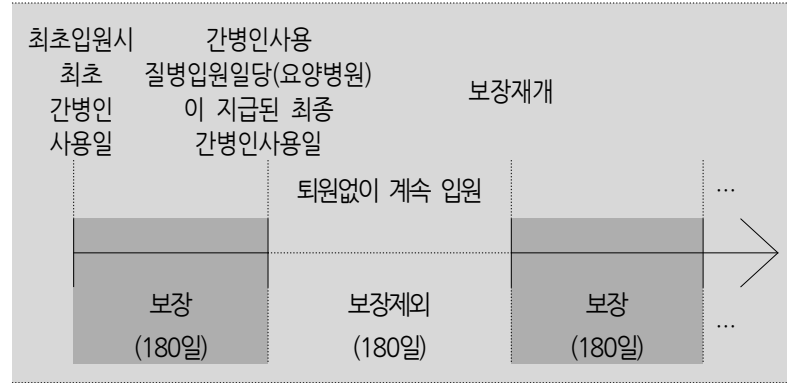 최초입원시
최초
간병인
사용일
간병인사용
질병입원일당(요양병원)
이 지급된 최종
간병인사용일
보장재개
퇴원없이 계속 입원
…
보장
(180일)
보장제외
(180일)
보장
(180일)
…